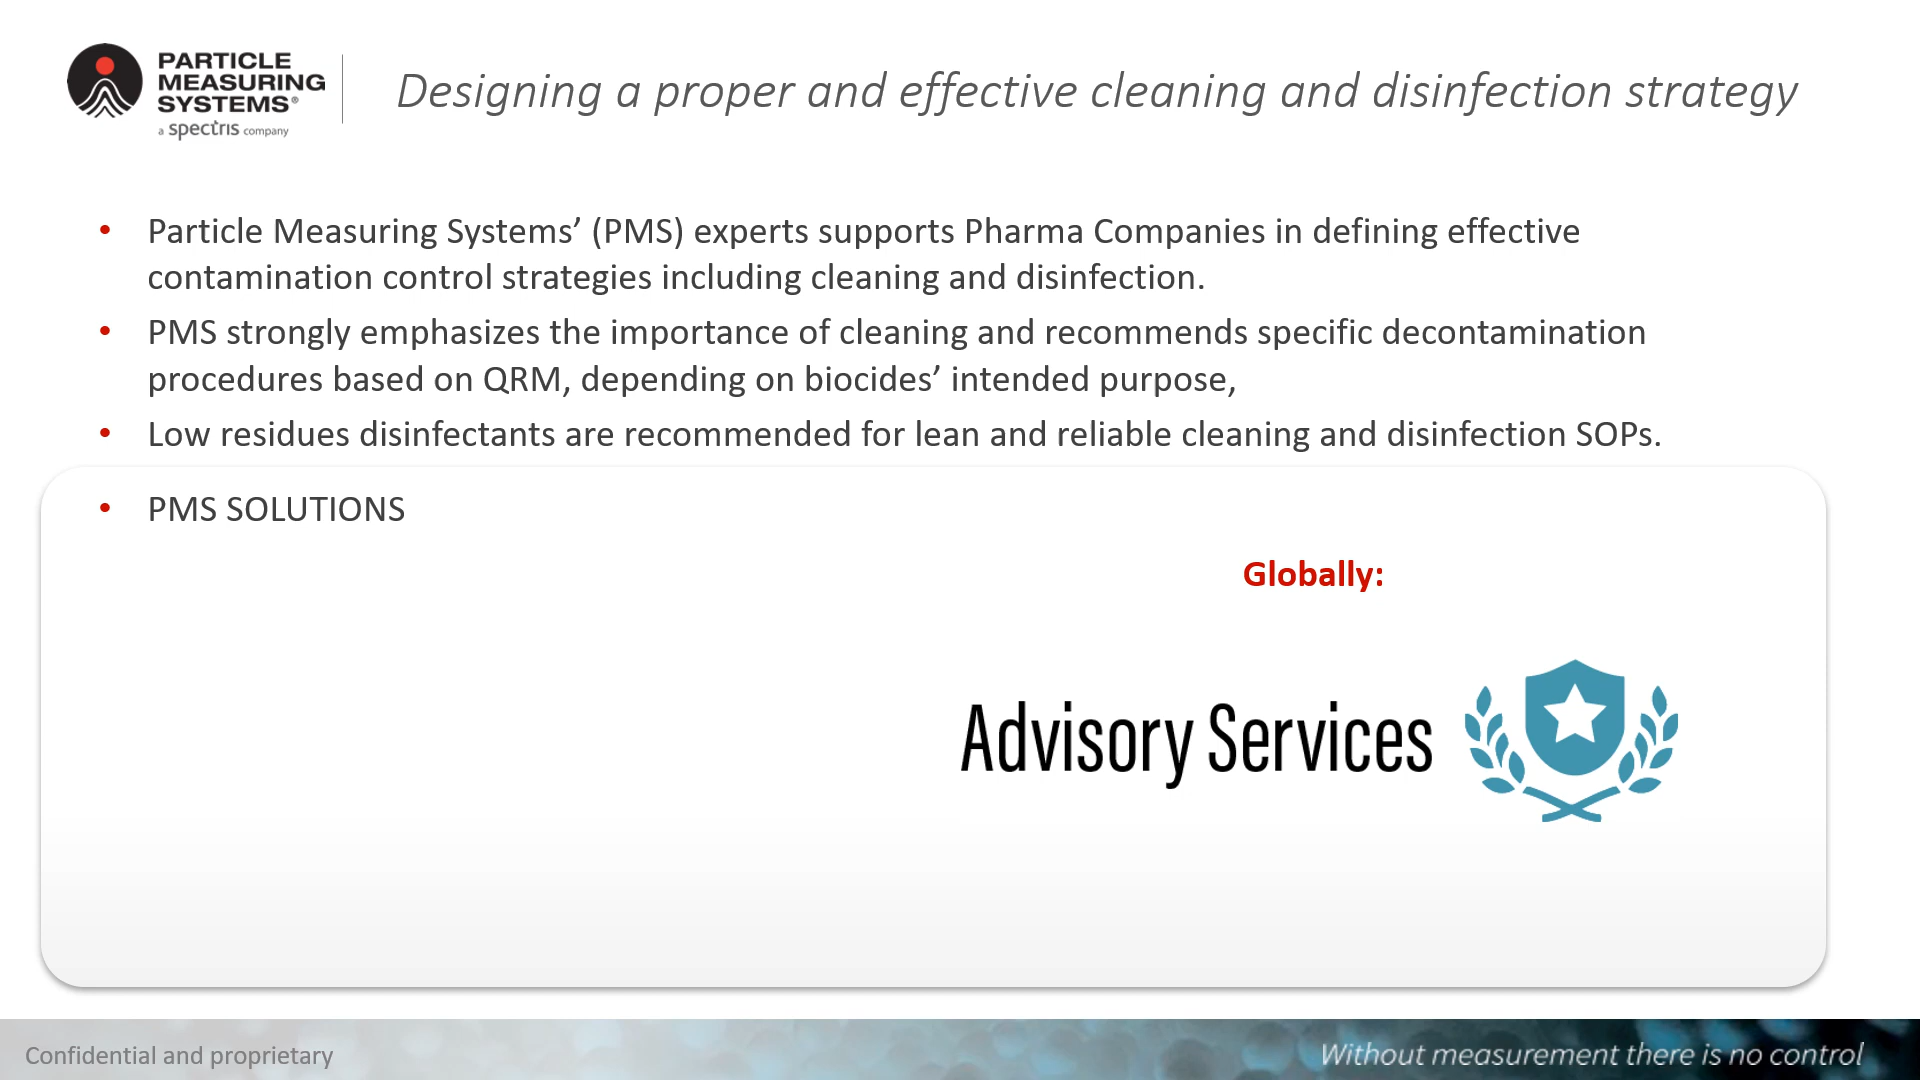 PARTICLE
MEASURING
SYSTEMS®
a spectris company
Designing a proper and effective cleaning and disinfection strategy
• Particle Measuring Systems’ (PMS) experts supports Pharma Companies in defining effective
contamination control strategies including cleaning and disinfection.
• PMS strongly emphasizes the importance of cleaning and recommends specific decontamination
procedures based on QRM, depending on biocides’ intended purpose,
• Low residues disinfectants are recommended for lean and reliable cleaning and disinfection SOPs.
• PMS SOLUTIONS
Globally:
Advisory Services
Confidential and proprietary
Without measurement there is no control